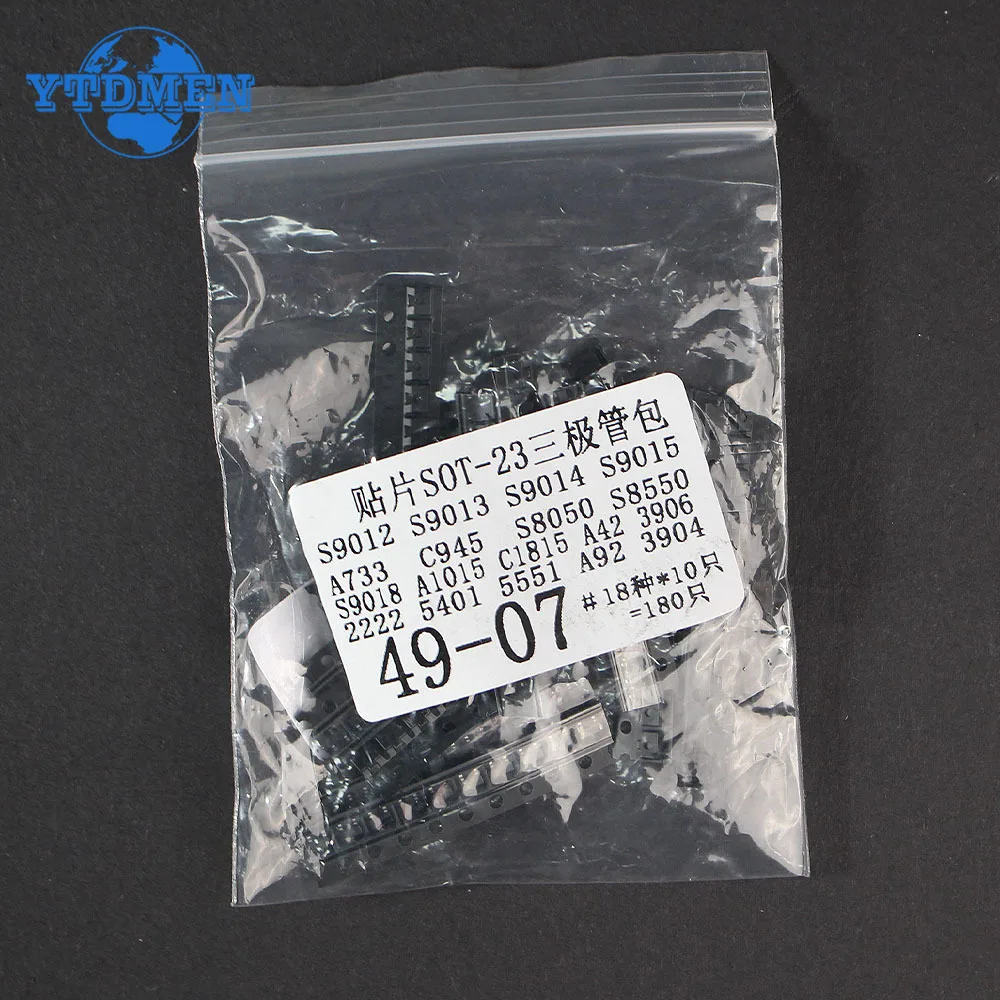 YTDMEN
贴片SOT-23三极管包
S9012 S9013 S9014 S9015
A733 C945 S8050 S8550
S9018 A1015 C1815 A42 3906
2222 5401 5551 A92 3904
49-07 #18种*10只
=180只